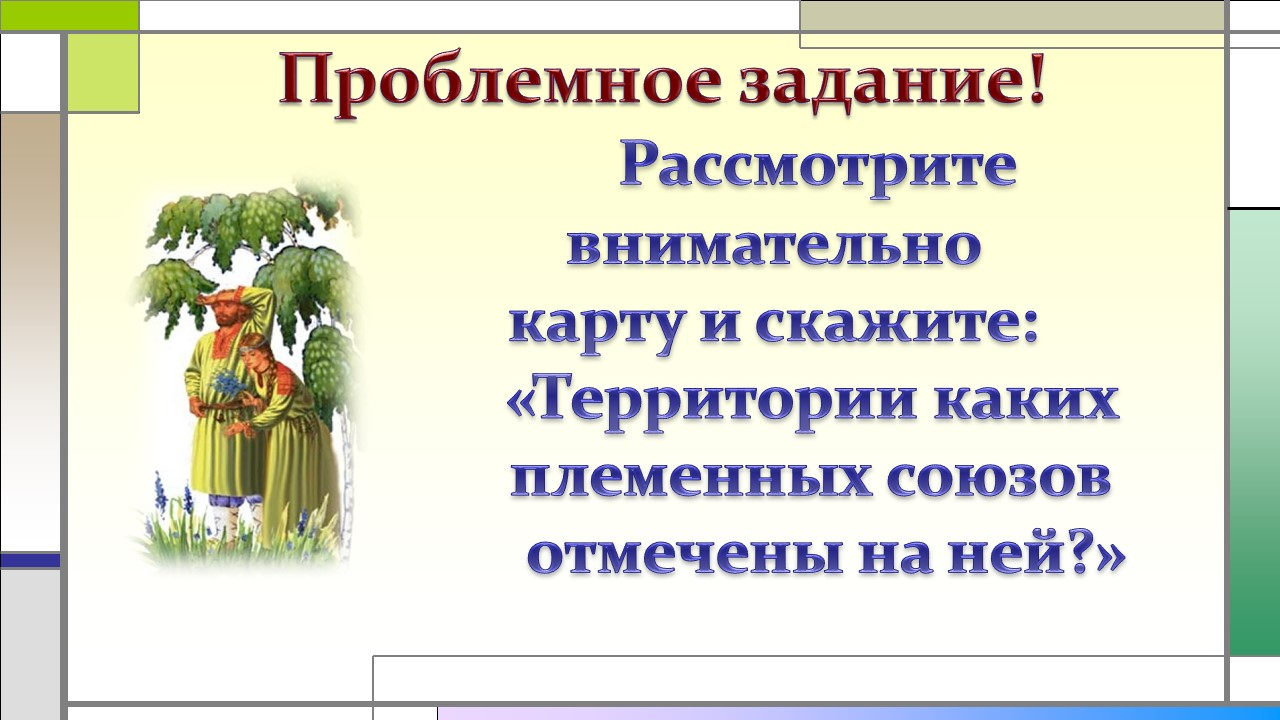 Проблемное задание!
Рассмотрите
внимательно
карту и скажите:
«Территории каких
племенных союзов
отмечены на ней?»